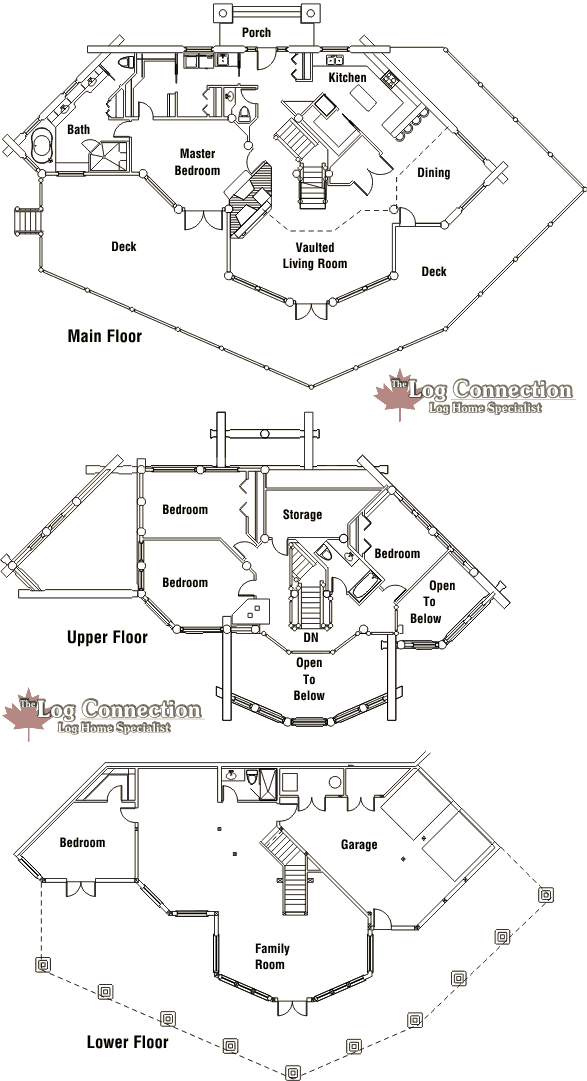 Porch
Kitchen
Bath
Master
Bedroom
Dining
Deck
Vaulted
Living Room
Deck
Main Floor
The Log Connection
Log Home Specialist
Bedroom
Storage
Bedroom
Bedroom
Open
To
Below
DN
Upper Floor
Open
To
Below
The Log Connection
Log Home Specialist
Bedroom
Garage
Family
Room
Lower Floor